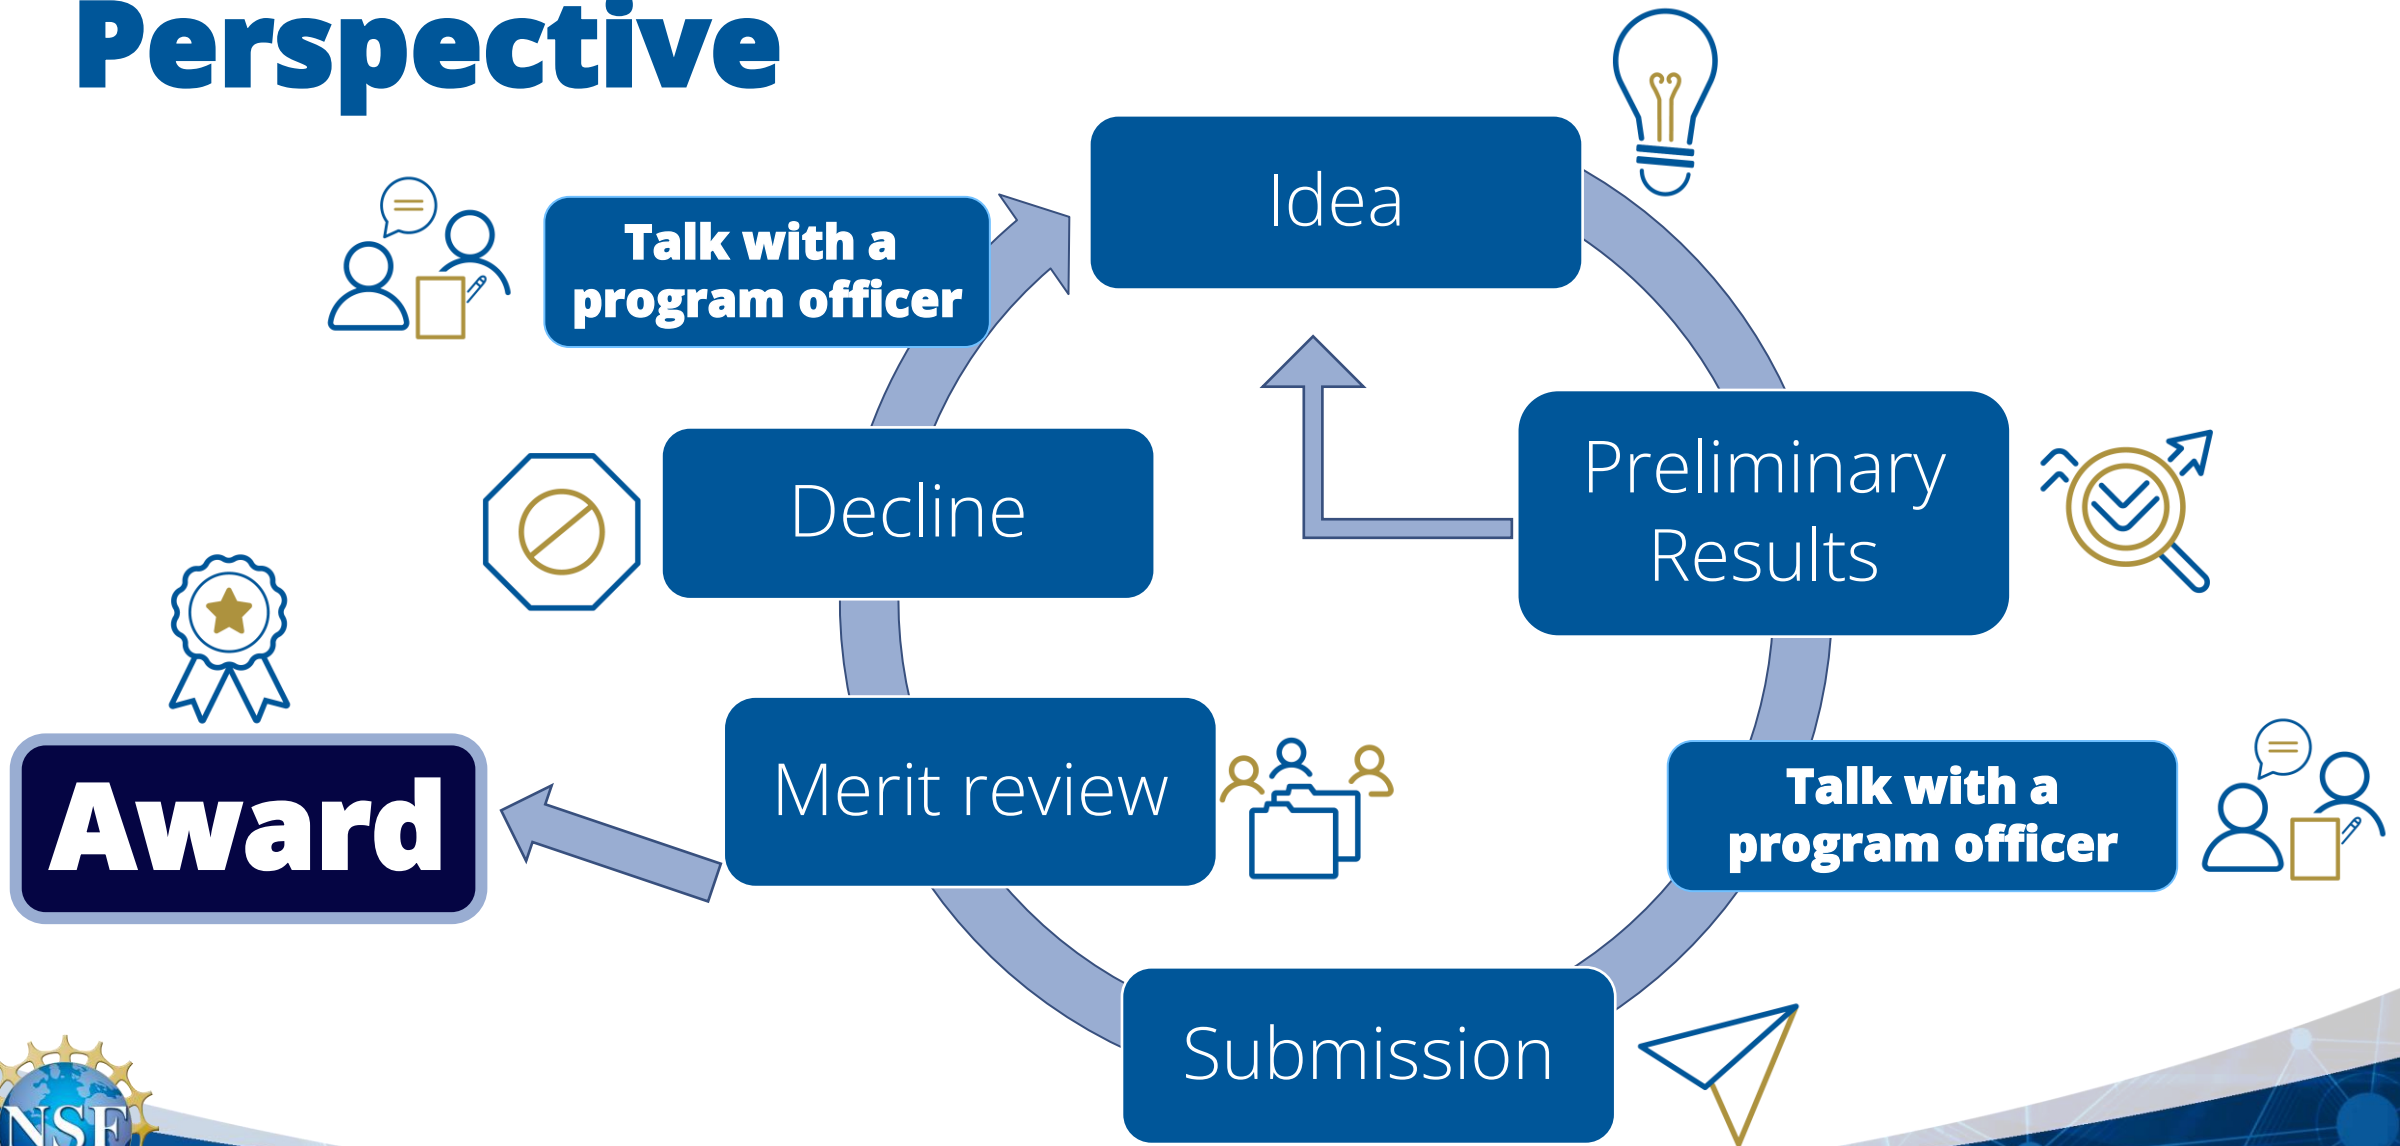 Perspective
Idea
Talk with a
program officer
Preliminary
Results
Decline
Merit review
Award
Talk with a
program officer
Submission
NSF